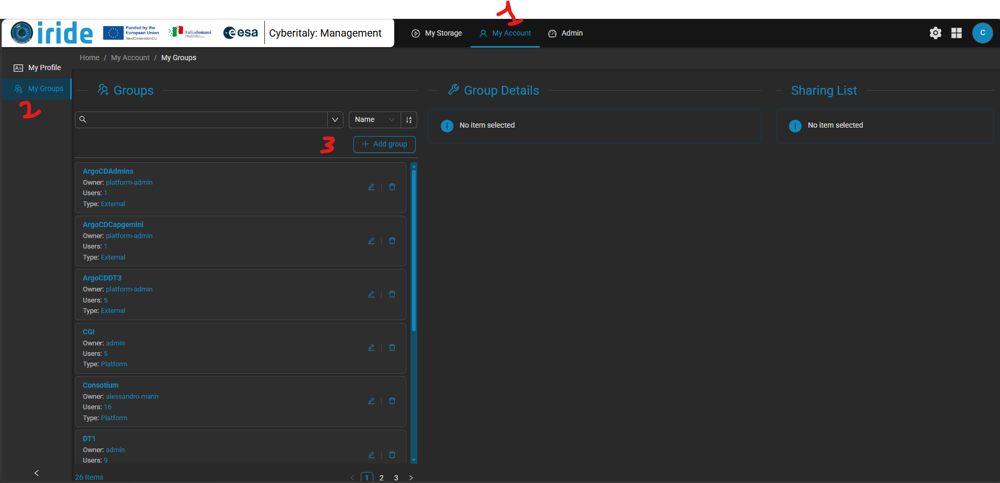 1
iride
Funded by the
European Union
NextGenerationEU
Italiadomani
esa
Cyberitaly: Management
My Storage
My Account
Admin
C
Home / My Account / My Groups
My Profile
My Groups
2
Groups
Group Details
Sharing List
Name
No item selected
No item selected
3
+ Add group
ArgoCDAdmins
Owner: platform-admin
Users: 1
Type: External
ArgoCDCapgemini
Owner: platform-admin
Users: 1
Type: External
ArgoCDDT3
Owner: platform-admin
Users: 5
Type: External
CGI
Owner: admin
Users: 5
Type: Platform
Consotium
Owner: alessandro.marin
Users: 16
Type: Platform
DT1
Owner: admin
Users: 9
26 Items
< 1 2 3 >